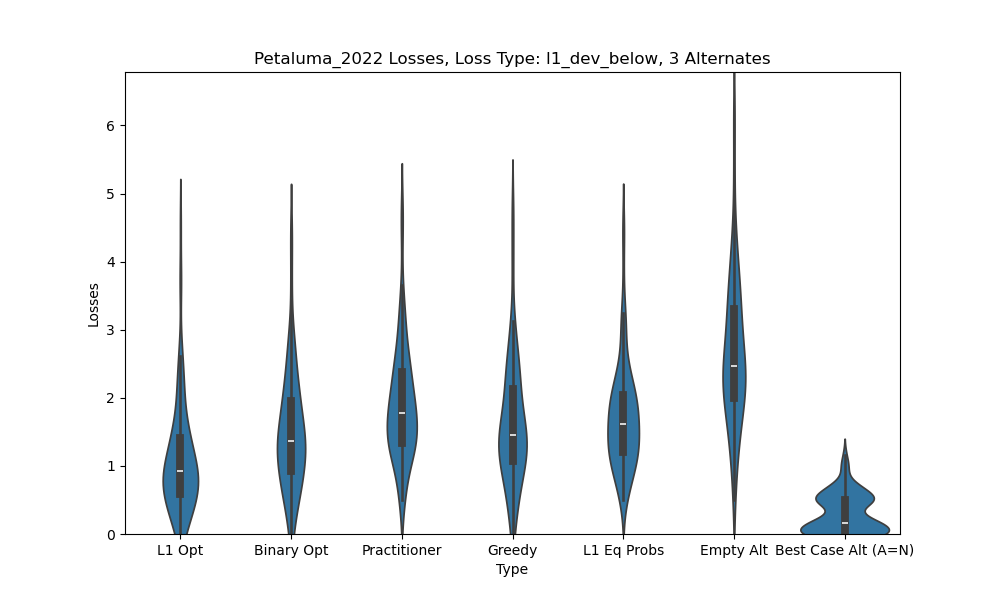 Petaluma_2022 Losses, Loss Type: l1_dev_below, 3 Alternates
6
5
4
3
2
1
0
Losses
L1 Opt Binary Opt Practitioner Greedy L1 Eq Probs Empty Alt Best Case Alt (A=N)
Type